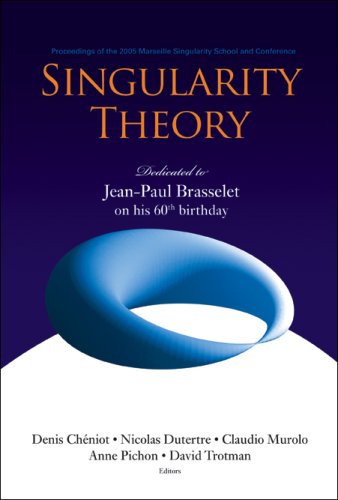 Proceedings of the 2005 Marseille Singularity School and Conference
SINGULARITY
THEORY
Dedicated to
Jean-Paul Brasselet
on his 60th birthday
Denis Chéniot • Nicolas Dutertre • Claudio Murolo
Anne Pichon • David Trotman
Editors